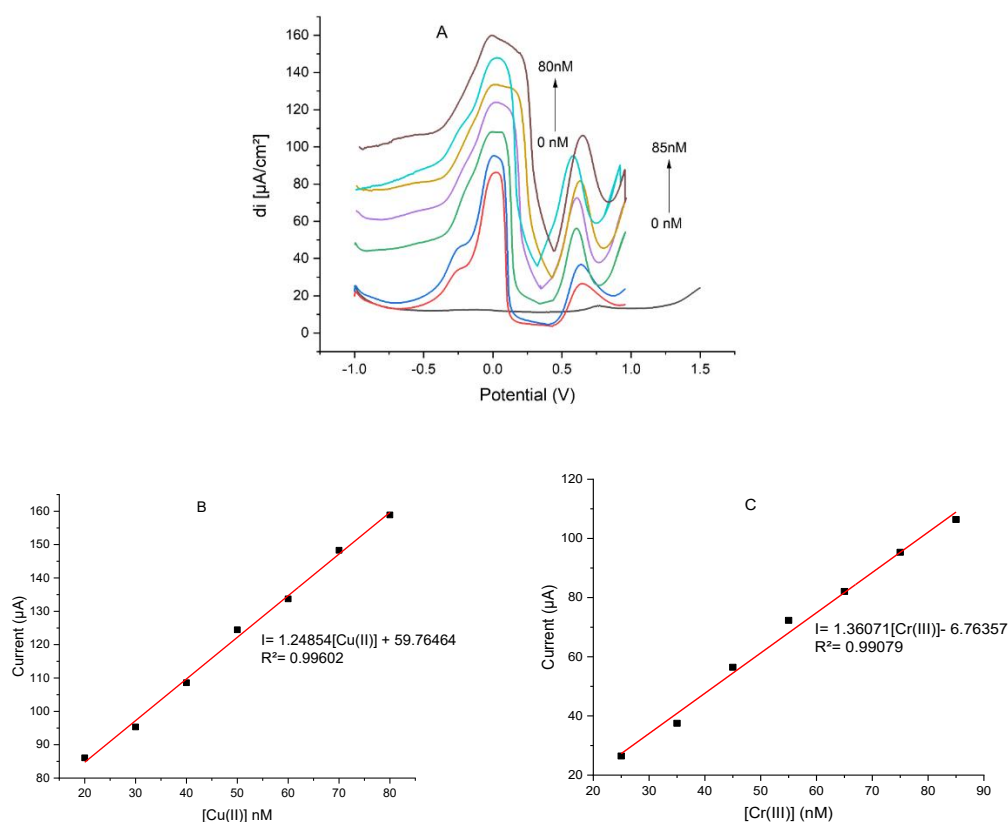 A
160
140
120
100
80
60
40
20
0
di [µA/cm²]
80nM
0 nM
85nM
0 nM
-1.0
-0.5
0.0
0.5
1.0
1.5
Potential (V)
B
160
150
140
130
120
110
100
90
80
Current (µA)
I= 1.24854[Cu(II)] + 59.76464
R²= 0.99602
20
30
40
50
60
70
80
[Cu(II)] nM
C
120
100
80
60
40
20
Current (µA)
I= 1.36071[Cr(III)]- 6.76357
R²= 0.99079
20
30
40
50
60
70
80
90
[Cr(III)] (nM)